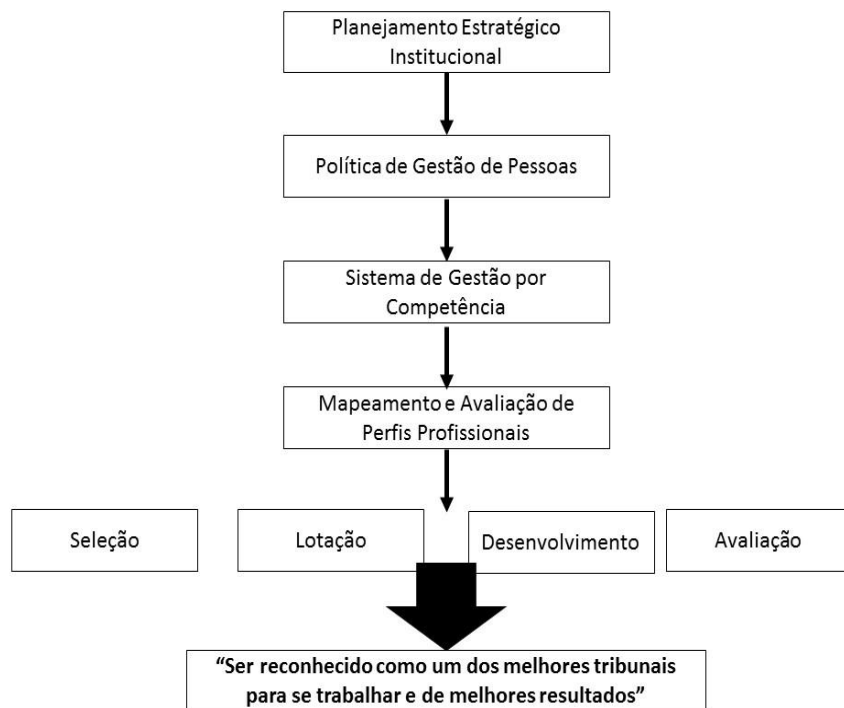 Planejamento Estratégico
Institucional
Política de Gestão de Pessoas
Sistema de Gestão por
Competência
Mapeamento e Avaliação de
Perfis Profissionais
Seleção
Lotação
Desenvolvimento
Avaliação
“Ser reconhecido como um dos melhores tribunais
para se trabalhar e de melhores resultados”